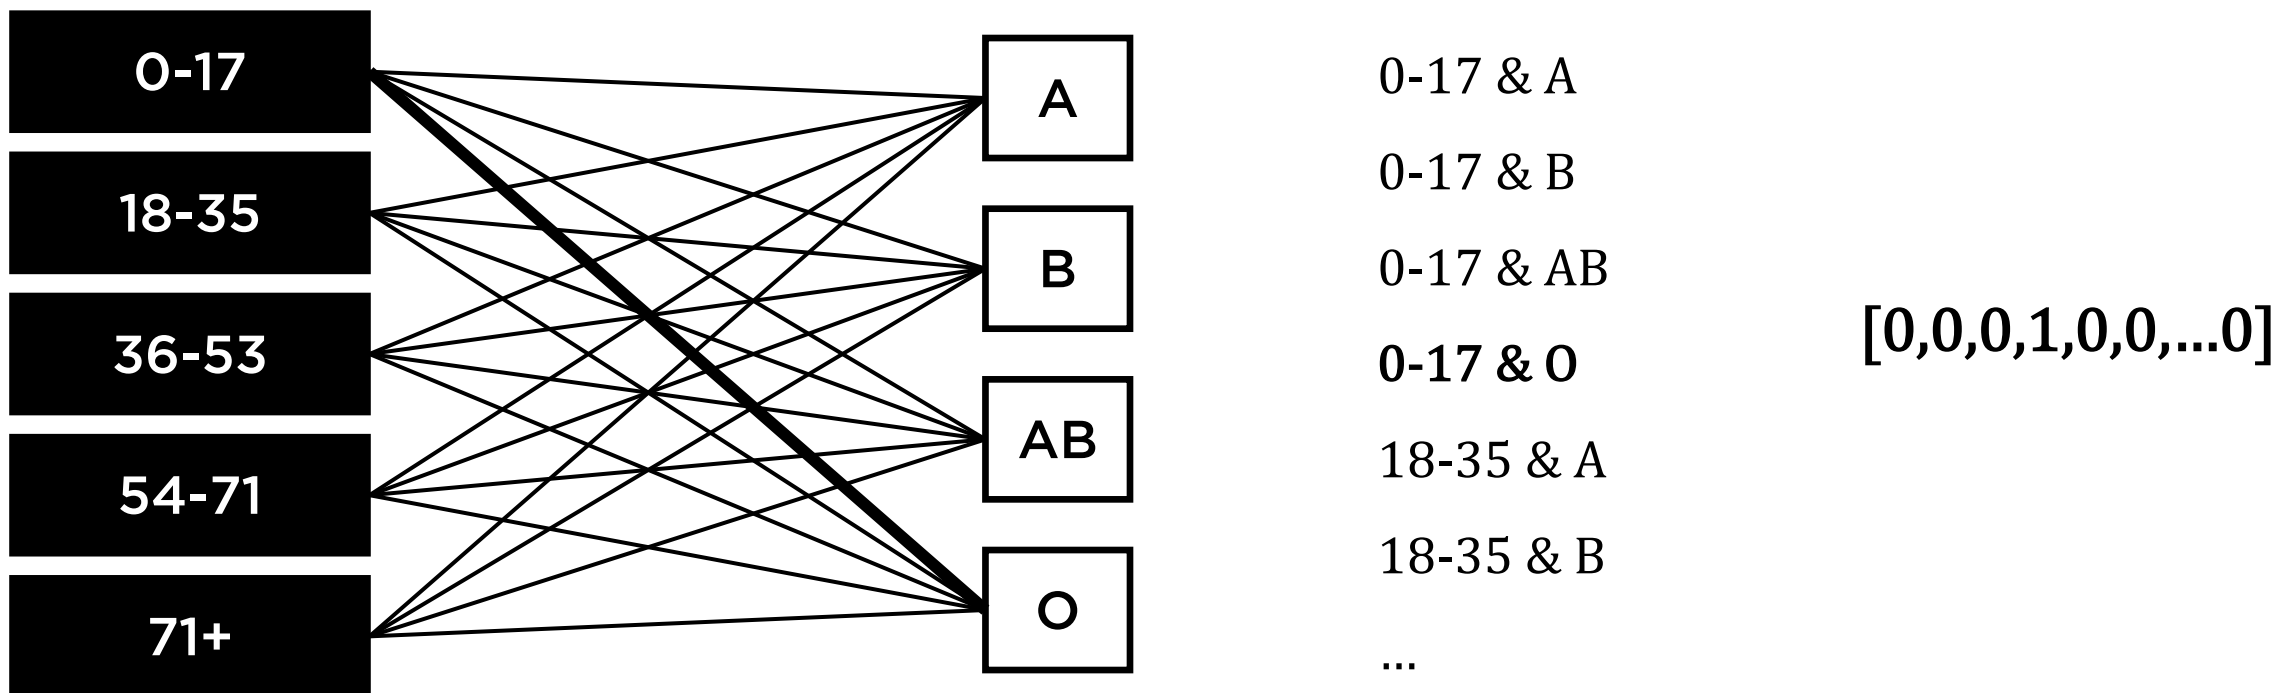 0-17
18-35
36-53
54-71
71+
A
B
AB
O
0-17 & A
0-17 & B
0-17 & AB
0-17 & O
18-35 & A
18-35 & B
...
[0,0,0,1,0,0,...0]